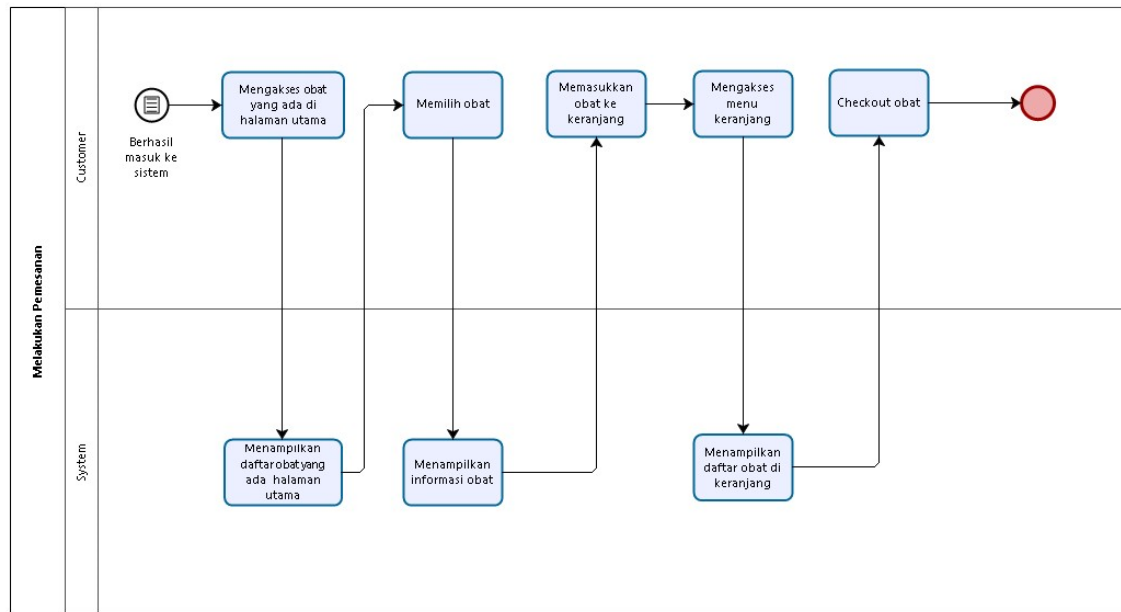 Melakukan Pemesanan
Customer
Berhasil
masuk ke
sistem
Mengakses obat
yang ada di
halaman utama
Memilih obat
Memasukkan
obat ke
keranjang
Mengakses
menu
keranjang
Checkout obat
System
Menampilkan
daftar obat yang
ada halaman
utama
Menampilkan
informasi obat
Menampilkan
daftar obat di
keranjang